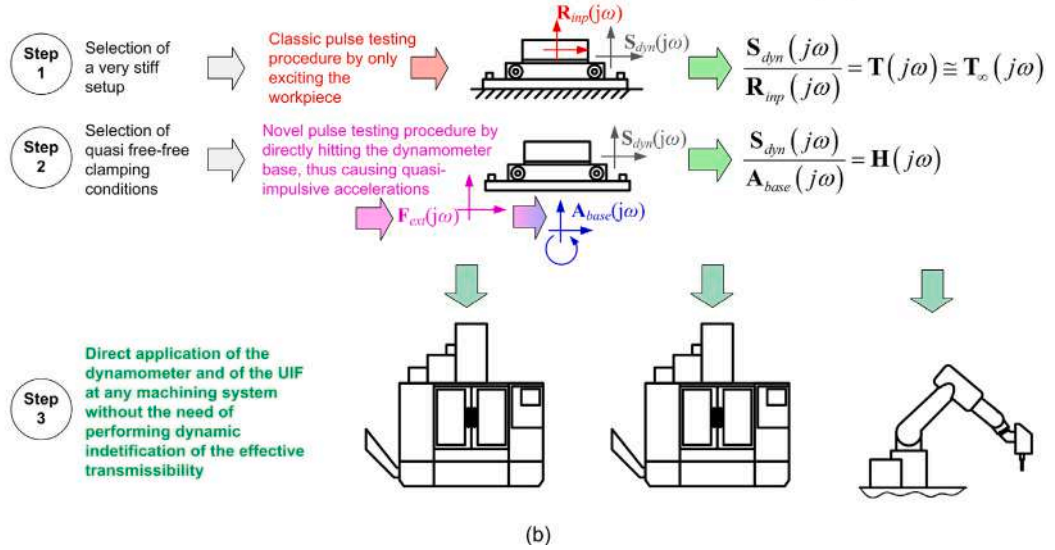 Step
1
Selection of
a very stiff
setup
Classic pulse testing
procedure by only
exciting the
workpiece
R_inp(jω)
S_dyn(jω)
S_dyn(jω)/R_inp(jω) = T(jω) ≅ T_∞(jω)
Step
2
Selection of
quasi free-free
clamping
conditions
Novel pulse testing procedure by
directly hitting the dynamometer
base, thus causing quasi-
impulsive accelerations
F_ext(jω)
S_dyn(jω)
A_base(jω)
S_dyn(jω)/A_base(jω) = H(jω)
Step
3
Direct application of the
dynamometer and of the UIF
at any machining system
without the need of
performing dynamic
indetification of the effective
transmissibility
(b)